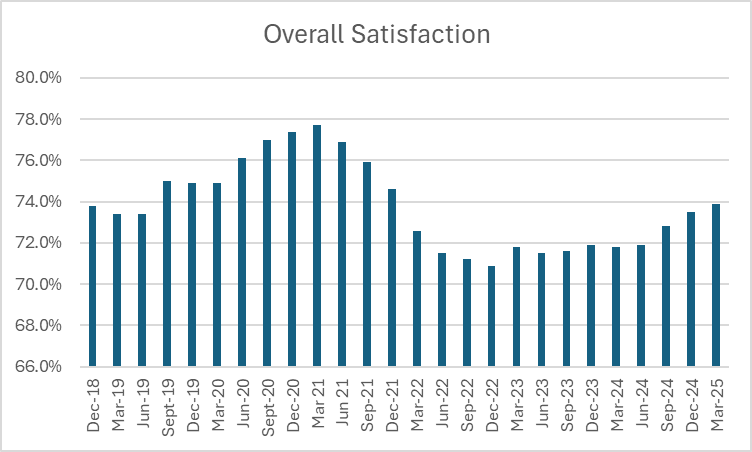 Overall Satisfaction
80.0%
78.0%
76.0%
74.0%
72.0%
70.0%
68.0%
66.0%
Dec-18
Mar-19
Jun-19
Sept-19
Dec-19
Mar-20
Jun-20
Sept-20
Dec-20
Mar 21
Jun 21
Sep-21
Dec-21
Mar-22
Jun-22
Sep-22
Dec-22
Mar-23
Jun-23
Sep-23
Dec-23
Mar-24
Jun-24
Sep-24
Dec-24
Mar-25